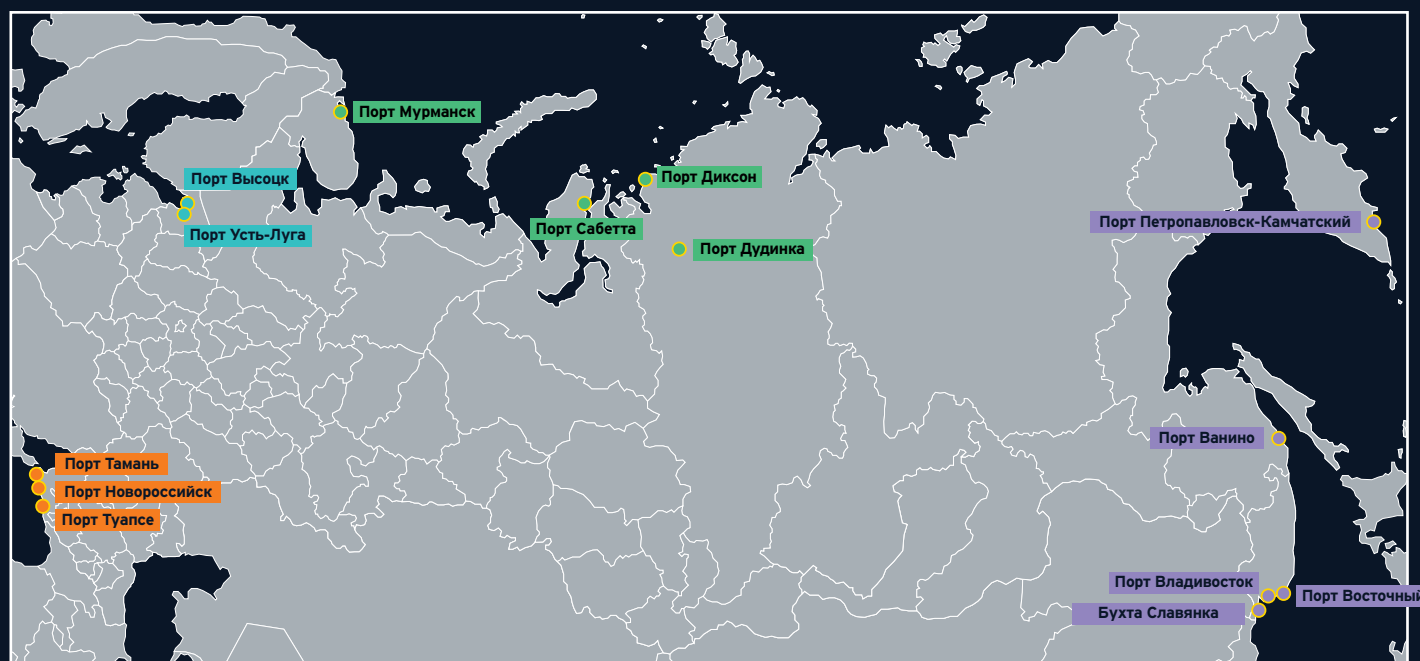 Порт Мурманск
Порт Высоцк
Порт Диксон
Порт Петропавловск-Камчатский
Порт Сабетта
Порт Усть-Луга
Порт Дудинка
Порт Ванино
Порт Тамань
Порт Новороссийск
Порт Туапсе
Порт Владивосток
Порт Восточный
Бухта Славянка